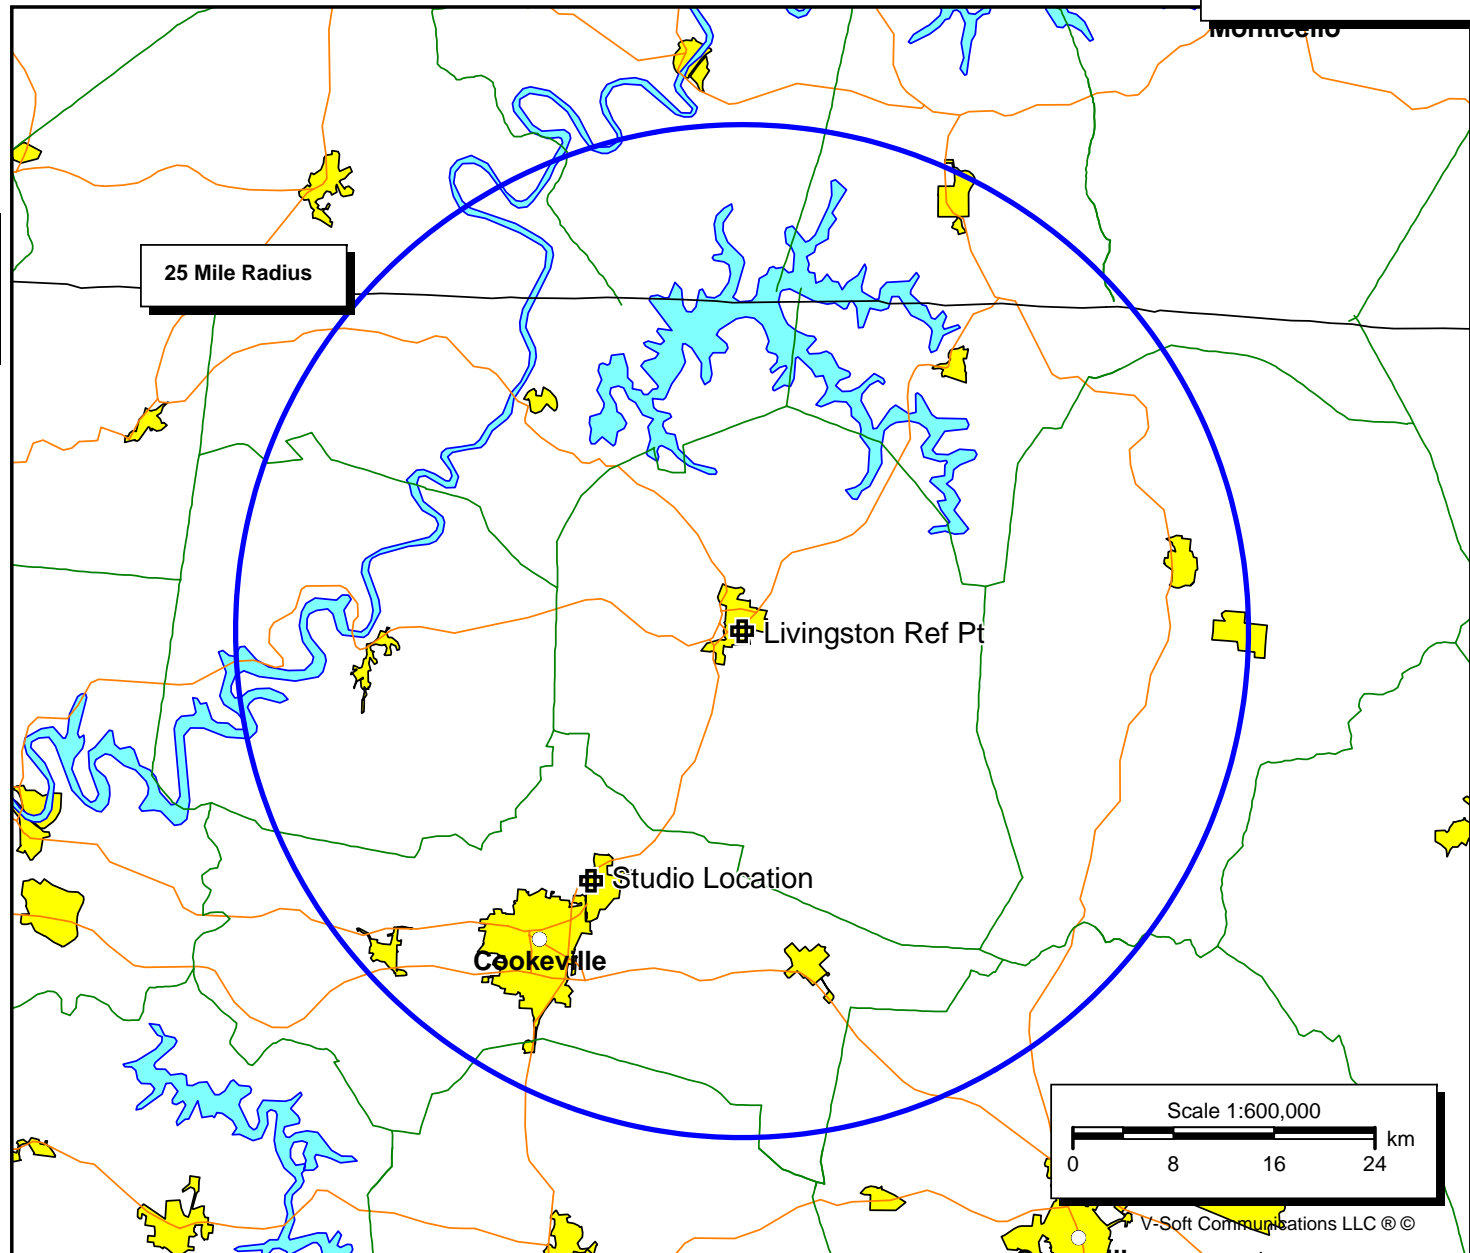 Monticello
25 Mile Radius
Livingston Ref Pt
Studio Location
Cookeville
Scale 1:600,000
km
0 8 16 24
V-Soft Communications LLC ® ©